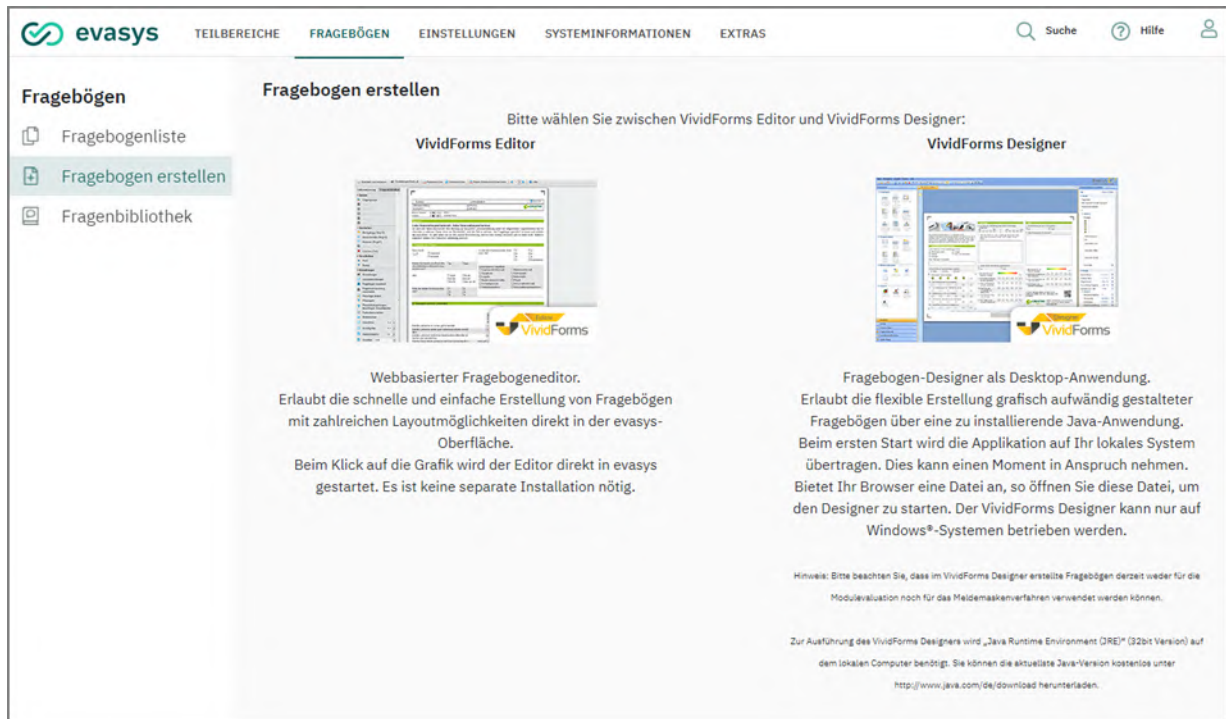 evasys
TEILBEREICHE FRAGEBÖGEN EINSTELLUNGEN SYSTEMINFORMATIONEN EXTRAS
Suche Hilfe
Fragebögen
Fragebogenliste
Fragebogen erstellen
Fragenbibliothek
Fragebogen erstellen
Bitte wählen Sie zwischen VividForms Editor und VividForms Designer:
VividForms Editor
VividForms
Webbasierter Fragebogeneditor.
Erlaubt die schnelle und einfache Erstellung von Fragebögen
mit zahlreichen Layoutmöglichkeiten direkt in der evasys-
Oberfläche.
Beim Klick auf die Grafik wird der Editor direkt in evasys
gestartet. Es ist keine separate Installation nötig.
VividForms Designer
VividForms
Fragebogen-Designer als Desktop-Anwendung.
Erlaubt die flexible Erstellung grafisch aufwändig gestalteter
Fragebögen über eine zu installierende Java-Anwendung.
Beim ersten Start wird die Applikation auf Ihr lokales System
übertragen. Dies kann einen Moment in Anspruch nehmen.
Bietet Ihr Browser eine Datei an, so öffnen Sie diese Datei, um
den Designer zu starten. Der VividForms Designer kann nur auf
Windows®-Systemen betrieben werden.
Hinweis: Bitte beachten Sie, dass im VividForms Designer erstellte Fragebögen derzeit weder für die
Modulevaluation noch für das Meldemaskenverfahren verwendet werden können.
Zur Ausführung des VividForms Designers wird „Java Runtime Environment (JRE)“ (32bit Version) auf
dem lokalen Computer benötigt. Sie können die aktuellste Java-Version kostenlos unter
http://www.java.com/de/download herunterladen.